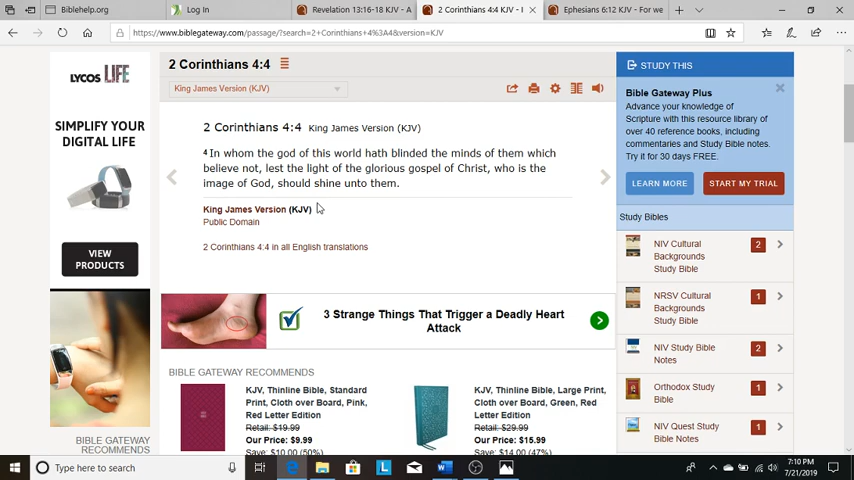 Biblehelp.org
Log In
Revelation 13:16-18 KJV - A
2 Corinthians 4:4 KJV - I
Ephesians 6:12 KJV - For we
https://www.biblegateway.com/passage/?search=2+Corinthians+4%3A4&version=KJV
LYCOS LIFE
SIMPLIFY YOUR
DIGITAL LIFE
VIEW
PRODUCTS
BIBLE GATEWAY
RECOMMENDS
2 Corinthians 4:4
King James Version (KJV)
2 Corinthians 4:4 King James Version (KJV)
4 In whom the god of this world hath blinded the minds of them which
believe not, lest the light of the glorious gospel of Christ, who is the
image of God, should shine unto them.
King James Version (KJV)
Public Domain
2 Corinthians 4:4 in all English translations
3 Strange Things That Trigger a Deadly Heart
Attack
BIBLE GATEWAY RECOMMENDS
KJV, Thinline Bible, Standard
Print, Cloth over Board, Pink,
Red Letter Edition
Retail: $19.99
Our Price: $9.99
Save: $10.00 (50%)
KJV, Thinline Bible, Large Print,
Cloth over Board, Green, Red
Letter Edition
Retail: $29.99
Our Price: $15.99
Save: $14.00 (47%)
STUDY THIS
Bible Gateway Plus
Advance your knowledge of
Scripture with this resource library of
over 40 reference books, including
commentaries and Study Bible notes.
Try it for 30 days FREE.
LEARN MORE
START MY TRIAL
Study Bibles
NIV Cultural
Backgrounds
Study Bible
2
NRSV Cultural
Backgrounds
Study Bible
1
NIV Study Bible
Notes
2
Orthodox Study
Bible
1
NIV Quest Study
Bible Notes
1
Type here to search
7:10 PM
7/21/2019